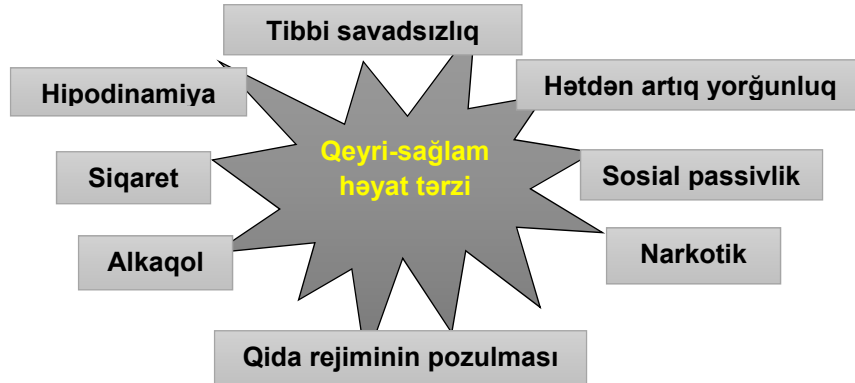 Tibbi savadsızlıq
Hipodinamiya
Hətdən artıq yorğunluq
Qeyri-sağlam
həyat tərzi
Siqaret
Sosial passivlik
Alkaqol
Narkotik
Qida rejiminin pozulması